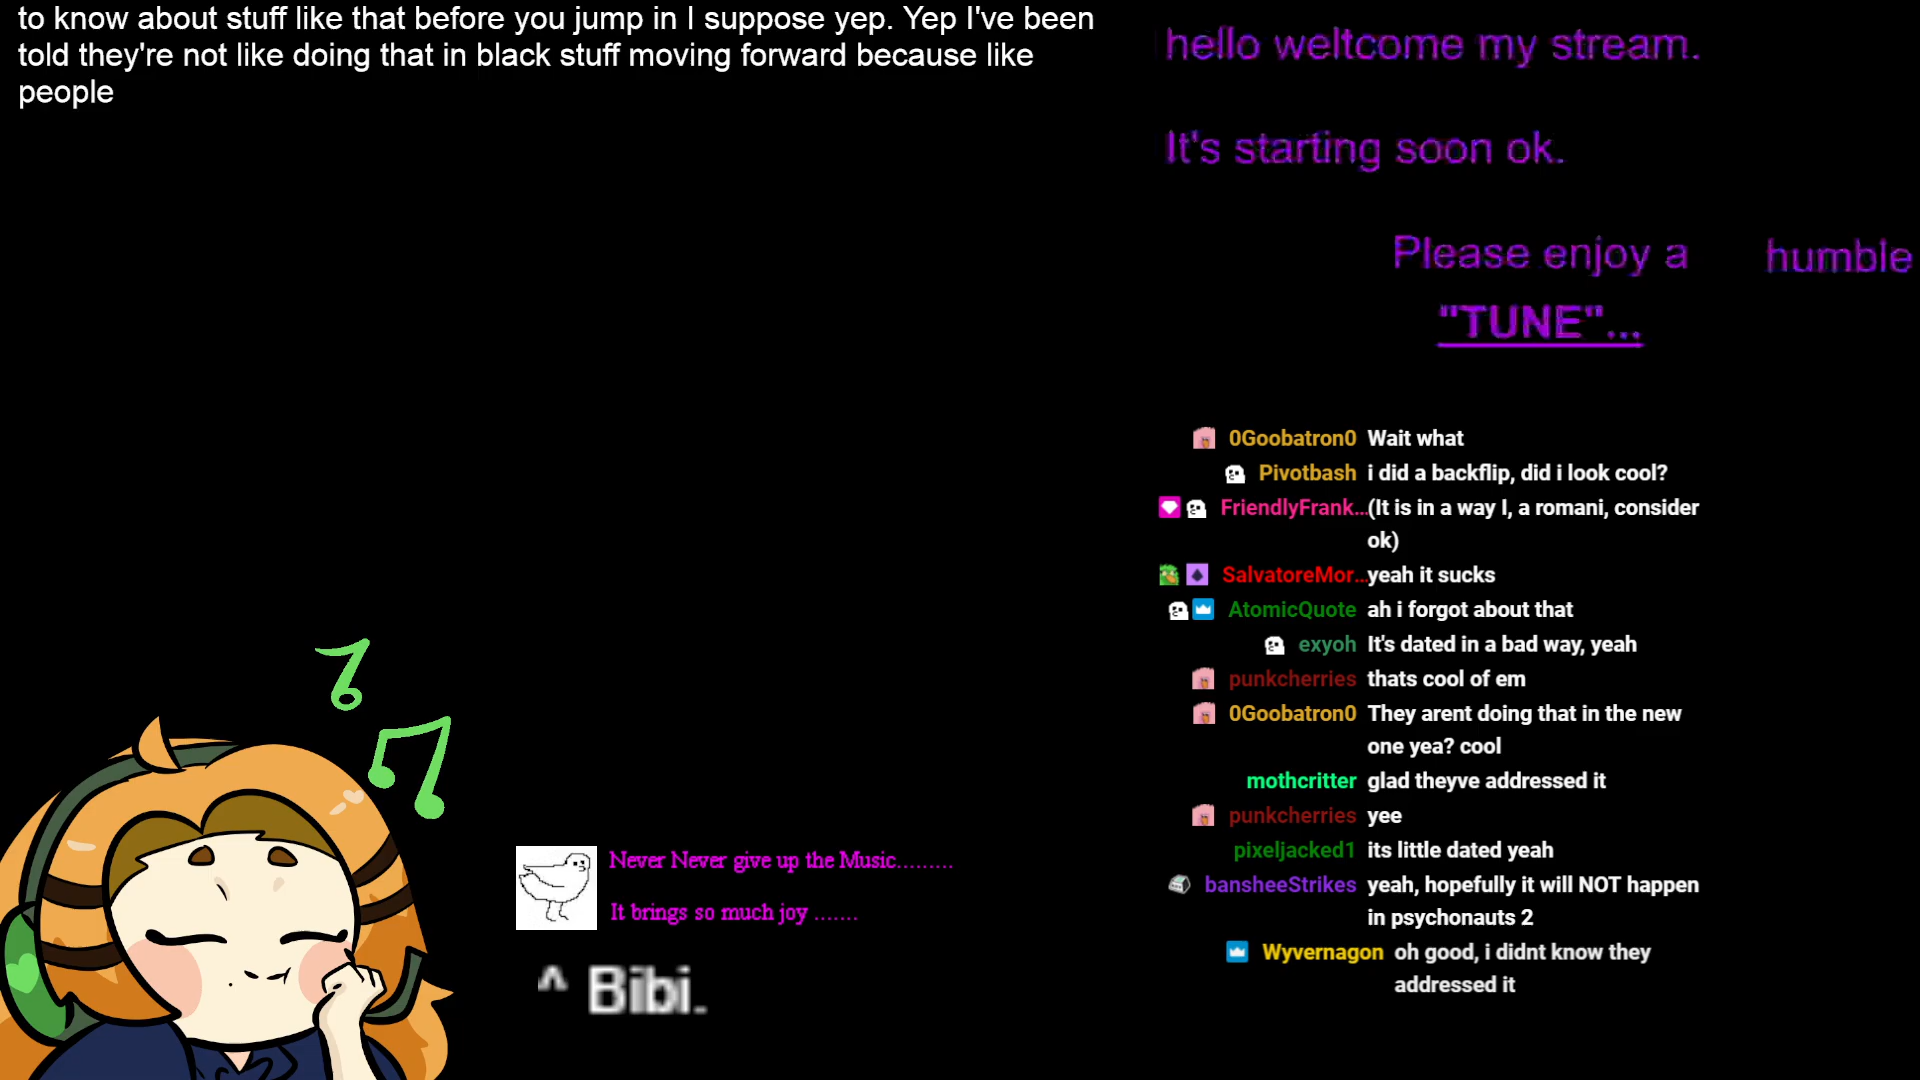 to know about stuff like that before you jump in I suppose yep. Yep I've been
told they're not like doing that in black stuff moving forward because like
people
hello weltcome my stream.
It's starting soon ok.
Please enjoy a humble
"TUNE"...
0Goobatron0 Wait what
Pivotbash i did a backflip, did i look cool?
FriendlyFrank...(It is in a way I, a romani, consider
ok)
SalvatoreMor...yeah it sucks
AtomicQuote ah i forgot about that
exyoh It's dated in a bad way, yeah
punkcherries thats cool of em
0Goobatron0 They arent doing that in the new
one yea? cool
mothcritter glad theyve addressed it
punkcherries yee
pixeljacked1 its little dated yeah
bansheeStrikes yeah, hopefully it will NOT happen
in psychonauts 2
Wyvernagon oh good, i didnt know they
addressed it
Never Never give up the Music.........
It brings so much joy .......
^ Bibi.